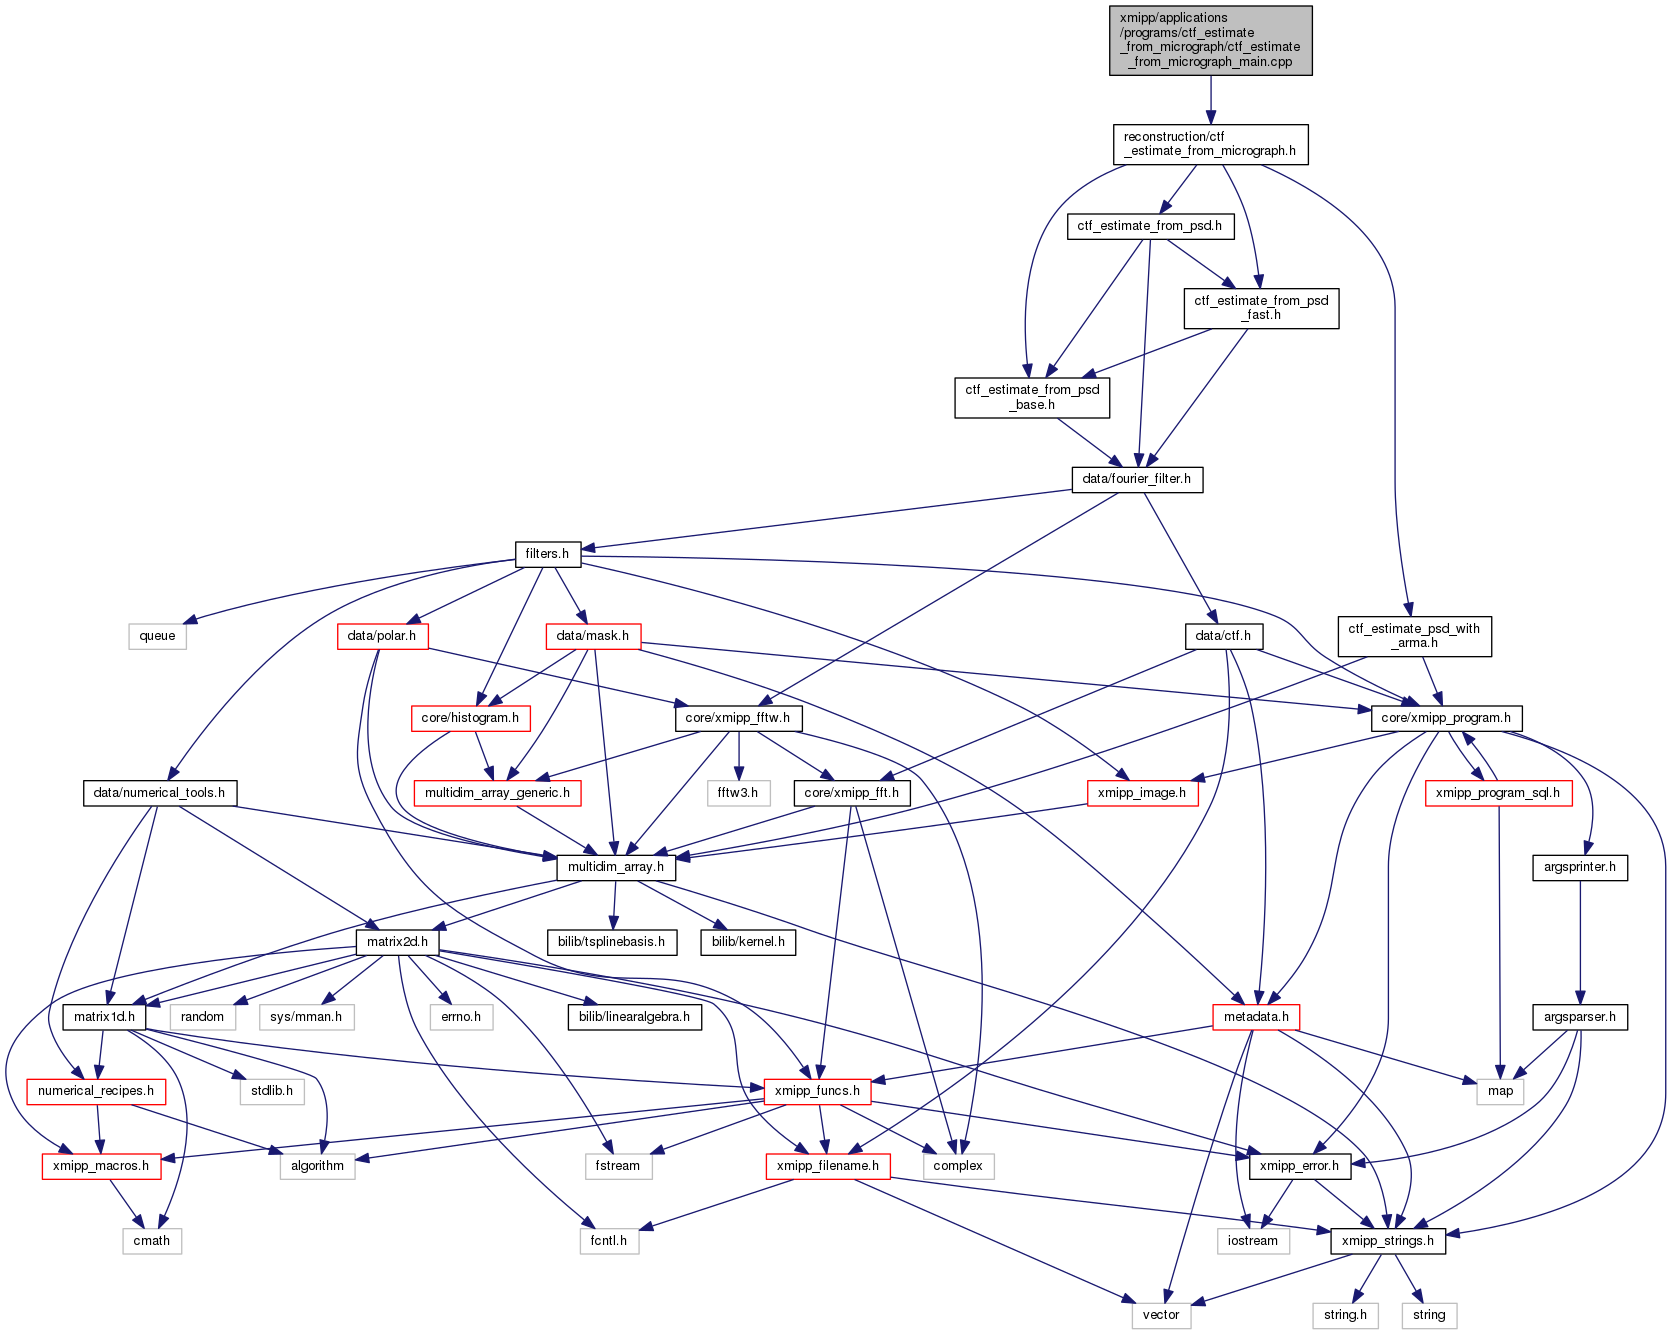 xmipp/applications
/programs/ctf_estimate
_from_micrograph/ctf_estimate
_from_micrograph_main.cpp
reconstruction/ctf
_estimate_from_micrograph.h
ctf_estimate_from_psd.h
ctf_estimate_from_psd
_fast.h
ctf_estimate_from_psd
_base.h
data/fourier_filter.h
filters.h
queue
data/polar.h
data/mask.h
data/ctf.h
ctf_estimate_psd_with
_arma.h
core/histogram.h
core/xmipp_fftw.h
core/xmipp_program.h
data/numerical_tools.h
multidim_array_generic.h
fftw3.h
core/xmipp_fft.h
xmipp_image.h
xmipp_program_sql.h
multidim_array.h
argsprinter.h
matrix2d.h
bilib/tsplinebasis.h
bilib/kernel.h
matrix1d.h
random
sys/mman.h
errno.h
bilib/linearalgebra.h
metadata.h
argsparser.h
numerical_recipes.h
stdlib.h
xmipp_funcs.h
map
xmipp_macros.h
algorithm
fstream
xmipp_filename.h
complex
xmipp_error.h
cmath
fcntl.h
iostream
xmipp_strings.h
vector
string.h
string